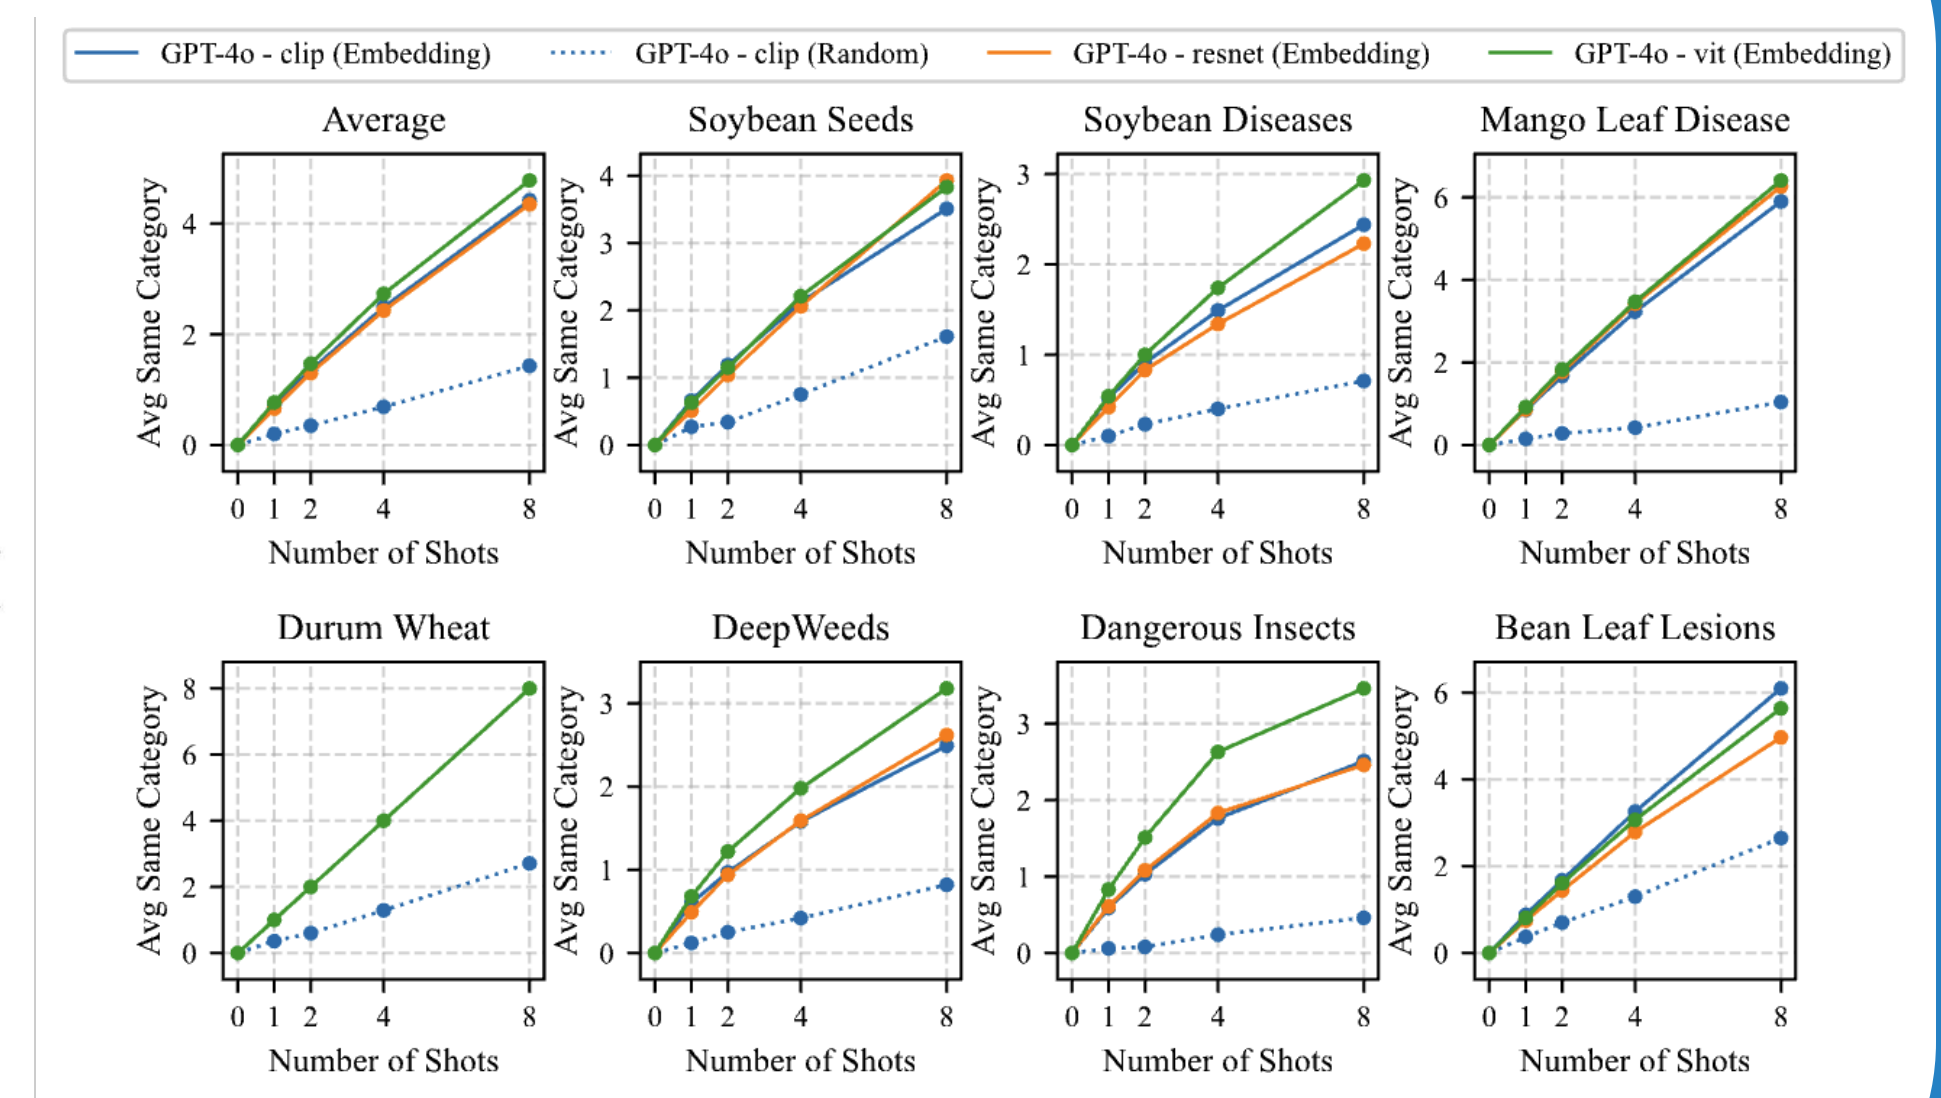 GPT-4o - clip (Embedding) GPT-4o - clip (Random) GPT-4o - resnet (Embedding) GPT-4o - vit (Embedding)
Average
Avg Same Category
4
2
0
0 1 2 4 8
Number of Shots
Soybean Seeds
Avg Same Category
4
3
2
1
0
0 1 2 4 8
Number of Shots
Soybean Diseases
Avg Same Category
3
2
1
0
0 1 2 4 8
Number of Shots
Mango Leaf Disease
Avg Same Category
6
4
2
0
0 1 2 4 8
Number of Shots
Durum Wheat
Avg Same Category
8
6
4
2
0
0 1 2 4 8
Number of Shots
DeepWeeds
Avg Same Category
3
2
1
0
0 1 2 4 8
Number of Shots
Dangerous Insects
Avg Same Category
3
2
1
0
0 1 2 4 8
Number of Shots
Bean Leaf Lesions
Avg Same Category
6
4
2
0
0 1 2 4 8
Number of Shots